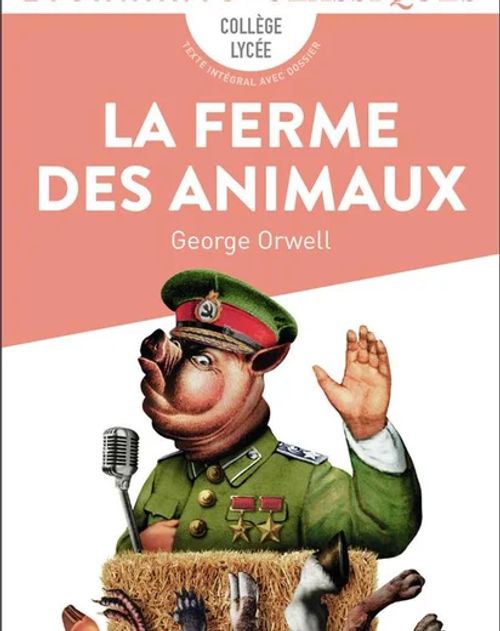 COLLÈGE
LYCÉE
TEXTE INTÉGRAL AVEC DOSSIER
LA FERME
DES ANIMAUX
George Orwell